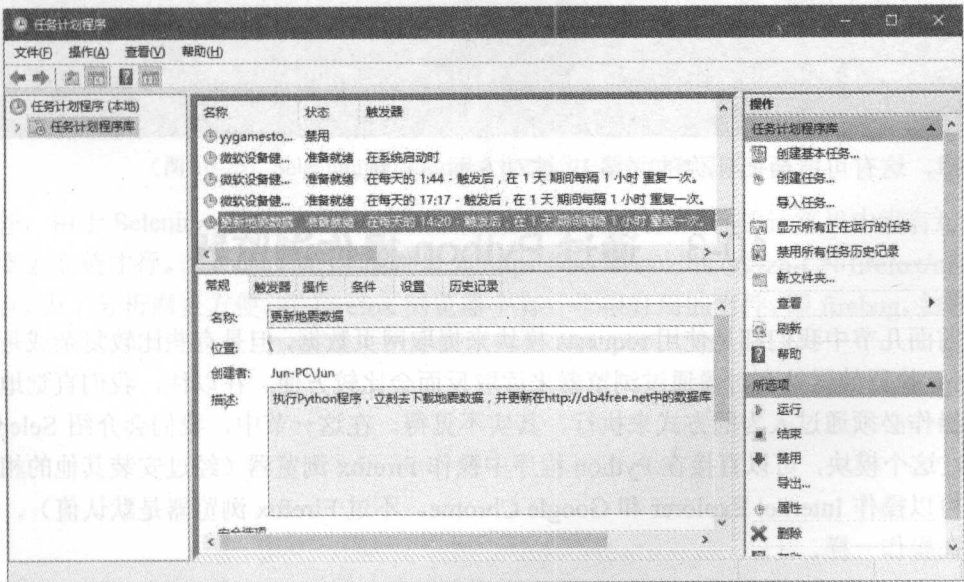 任务计划程序
文件(F) 操作(A) 查看(V) 帮助(H)
任务计划程序 (本地)
任务计划程序库
名称 状态 触发器
yygamesto... 禁用
微软设备健... 准备就绪 在系统启动时
微软设备健... 准备就绪 在每天的 1:44 - 触发后，在 1 天 期间每隔 1 小时 重复一次。
微软设备健... 准备就绪 在每天的 17:17 - 触发后，在 1 天 期间每隔 1 小时 重复一次。
准备就绪 在每天的 14:20 - 触发后，在 1 天 期间每隔 1 小时 重复一次。
常规 触发器 操作 条件 设置 历史记录
名称: 更新地震数据
位置: \
创建者: Jun-PC\Jun
描述: 执行Python程序，立刻去下载地震数据，并更新在http://db4free.net中的数据库
安全选项
操作
任务计划程序库
创建基本任务...
创建任务...
导入任务...
显示所有正在运行的任务
禁用所有任务历史记录
新文件夹...
查看
刷新
帮助
所选项
运行
结束
禁用
导出...
属性
删除